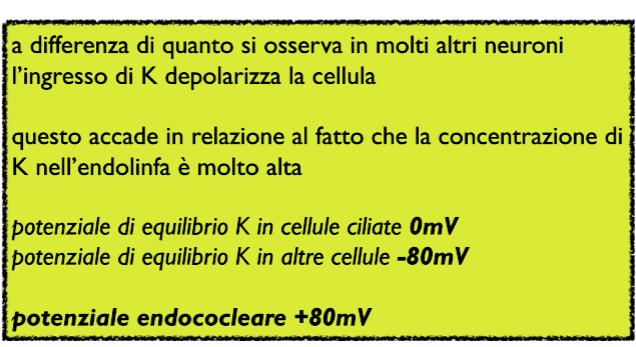 a differenza di quanto si osserva in molti altri neuroni
l'ingresso di K depolarizza la cellula
questo accade in relazione al fatto che la concentrazione di
K nell'endolinfa è molto alta
potenziale di equilibrio K in cellule ciliate 0mV
potenziale di equilibrio K in altre cellule -80mV
potenziale endococleare +80mV